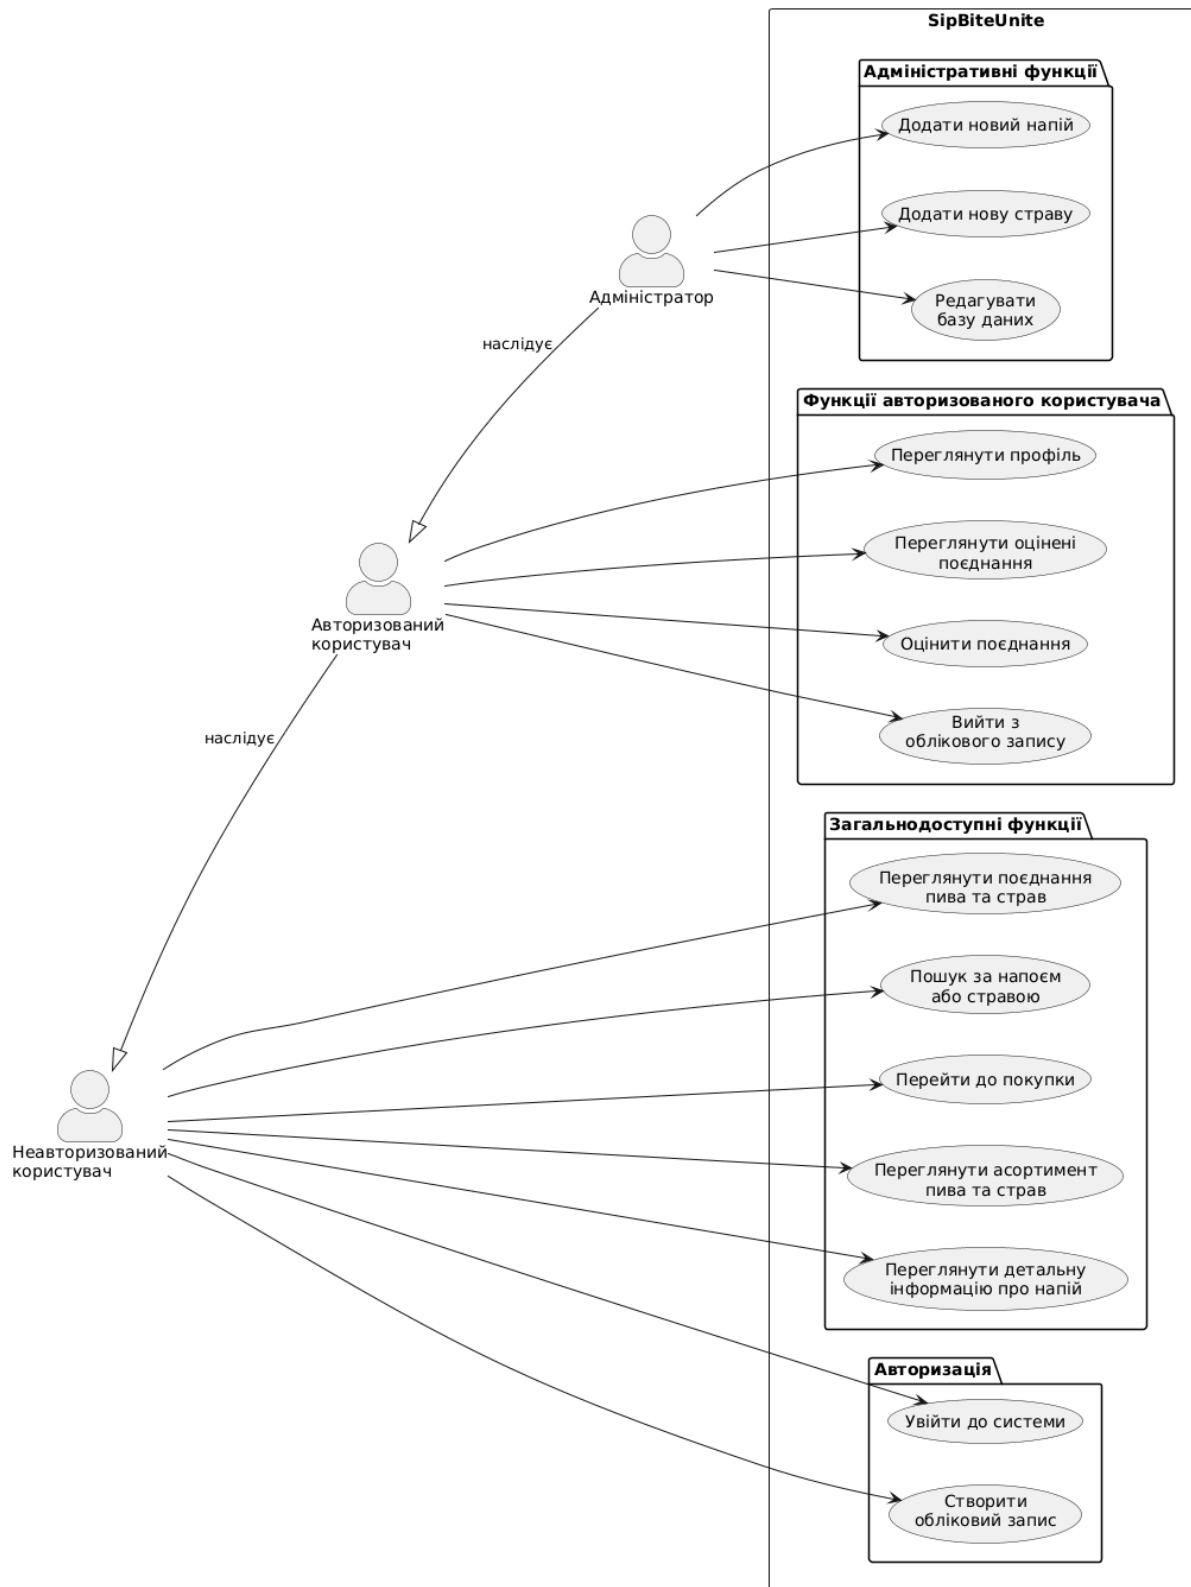 SipBiteUnite
Адміністративні функції
Додати новий напій
Додати нову страву
Редагувати
базу даних
Адміністратор
наслідує
Функції авторизованого користувача
Переглянути профіль
Переглянути оцінені
поєднання
Оцінити поєднання
Вийти з
облікового запису
Авторизований
користувач
наслідує
Загальнодоступні функції
Переглянути поєднання
пива та страв
Пошук за напоєм
або стравою
Перейти до покупки
Переглянути асортимент
пива та страв
Переглянути детальну
інформацію про напій
Неавторизований
користувач
Авторизація
Увійти до системи
Створити
обліковий запис